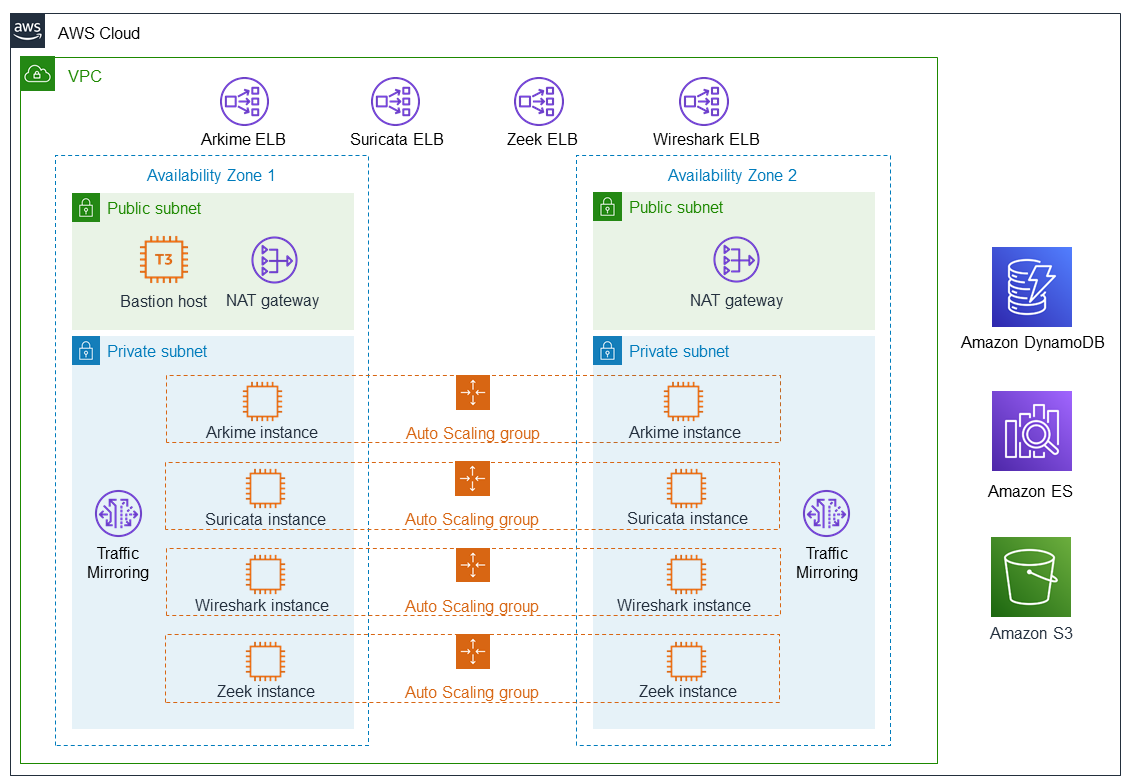 aws
AWS Cloud
VPC
Arkime ELB
Suricata ELB
Zeek ELB
Wireshark ELB
Availability Zone 1
Availability Zone 2
Public subnet
Public subnet
T3
Bastion host
NAT gateway
NAT gateway
Private subnet
Private subnet
Arkime instance
Auto Scaling group
Arkime instance
Suricata instance
Auto Scaling group
Suricata instance
Traffic
Mirroring
Traffic
Mirroring
Wireshark instance
Auto Scaling group
Wireshark instance
Zeek instance
Auto Scaling group
Zeek instance
Amazon DynamoDB
Amazon ES
Amazon S3